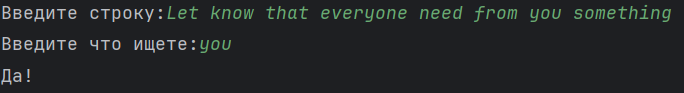 Введите строку:Let know that everyone need from you something
Введите что ищете:you
Да!